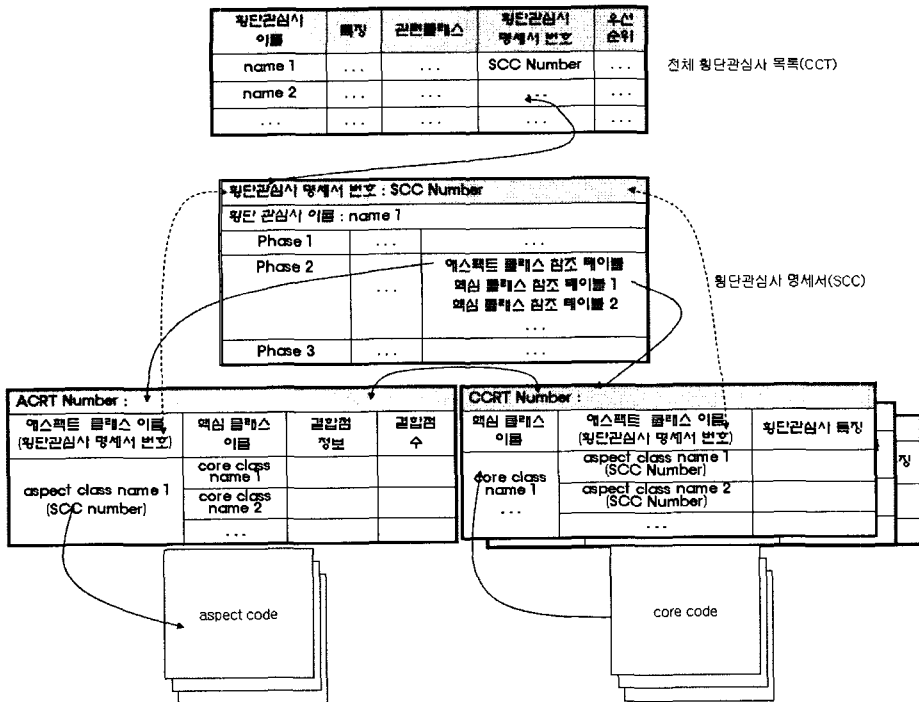 횡단관심사 이름 특징 관련클래스 횡단관심사 명세서 번호 우선 순위
name 1 ... ... SCC Number ...
name 2 ... ... ... ...
... ... ... ... ...
전체 횡단관심사 목록(CCT)
횡단관심사 명세서 번호 : SCC Number
횡단 관심사 이름 : name 1
Phase 1 ... ...
Phase 2 ... 애스펙트 클래스 참조 테이블
핵심 클래스 참조 테이블 1
핵심 클래스 참조 테이블 2
...
Phase 3 ... ...
횡단관심사 명세서(SCC)
ACRT Number :
애스펙트 클래스 이름 (횡단관심사 명세서 번호) 핵심 클래스 이름 결합점 정보 결합점 수
aspect class name 1 (SCC number)
core class name 1
core class name 2
...
CCRT Number :
핵심 클래스 이름 애스펙트 클래스 이름 (횡단관심사 명세서 번호) 횡단관심사 특징
core class name 1
...
aspect class name 1 (SCC Number)
aspect class name 2 (SCC Number)
...
징
aspect code
core code